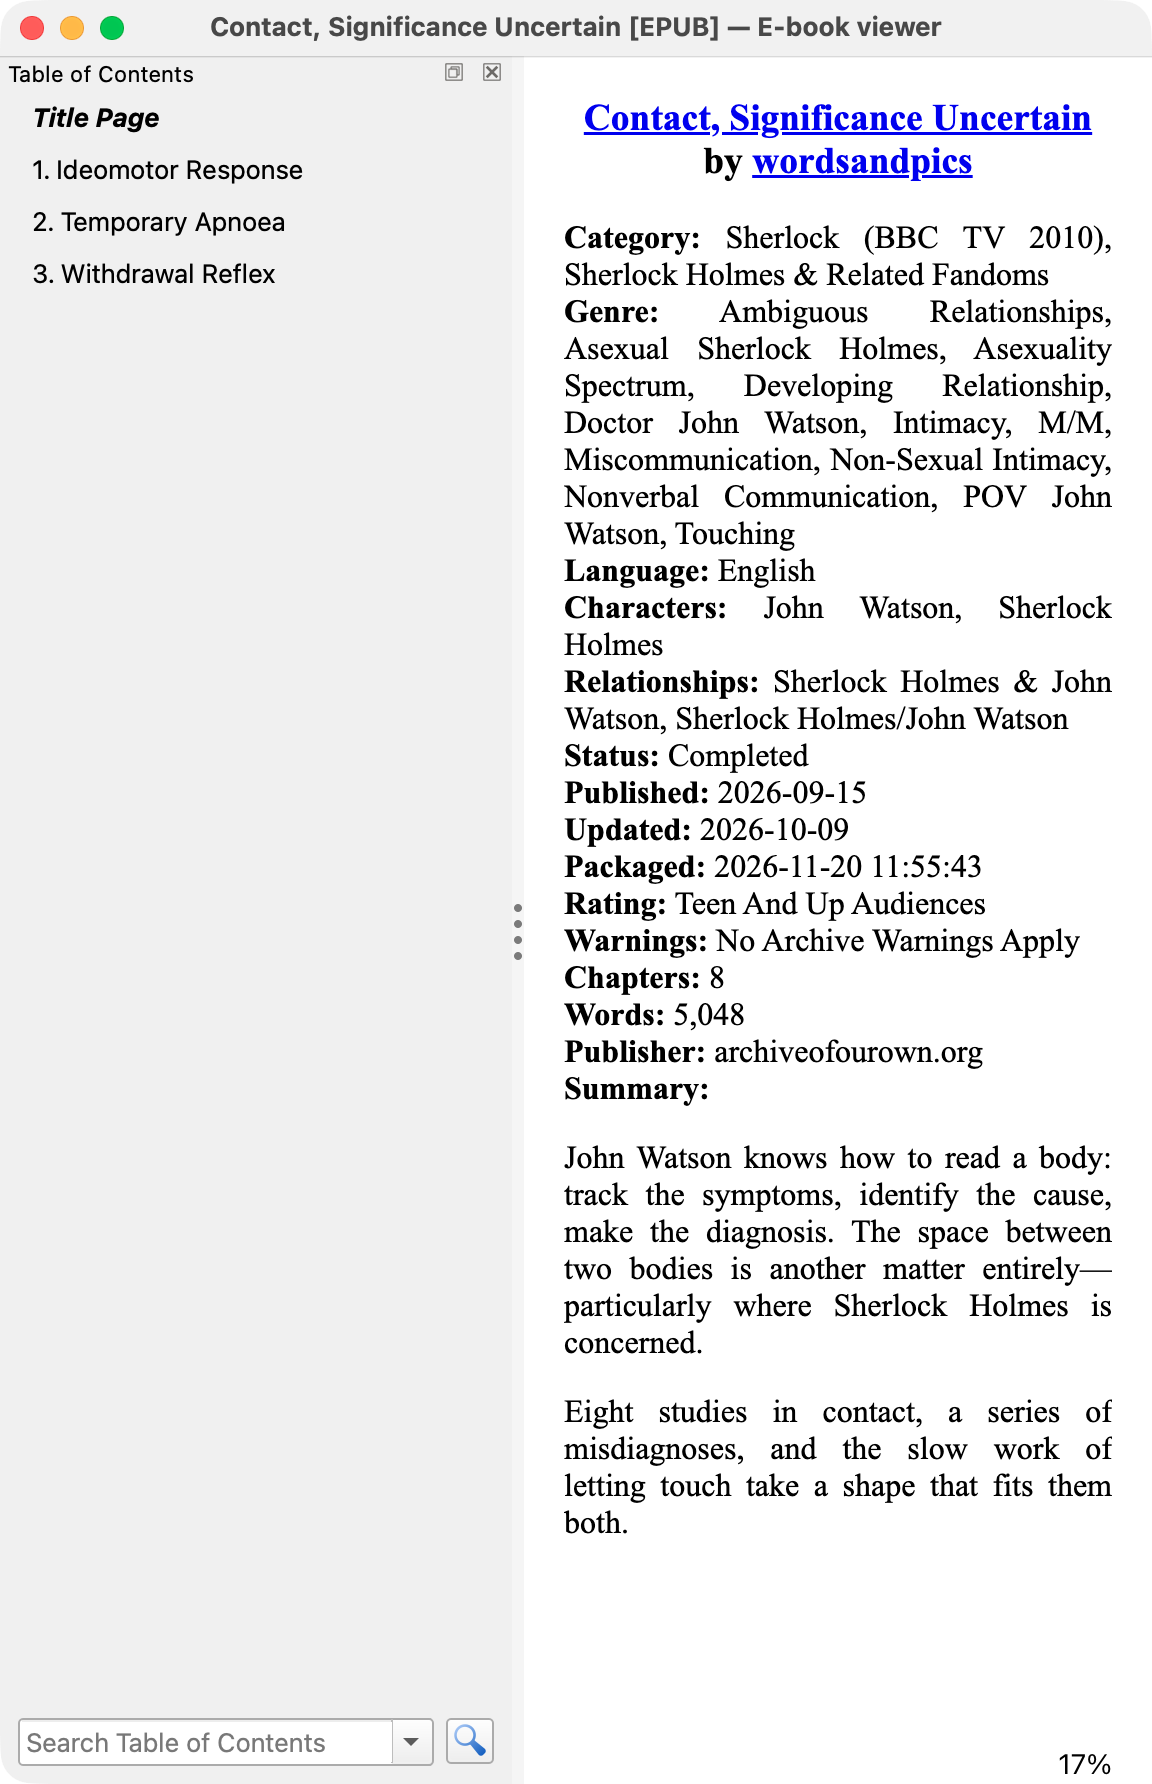 Contact, Significance Uncertain [EPUB] — E-book viewer
Table of Contents
Title Page
1. Ideomotor Response
2. Temporary Apnoea
3. Withdrawal Reflex
Search Table of Contents
Contact, Significance Uncertain
by wordsandpics
Category: Sherlock (BBC TV 2010),
Sherlock Holmes & Related Fandoms
Genre: Ambiguous Relationships,
Asexual Sherlock Holmes, Asexuality
Spectrum, Developing Relationship,
Doctor John Watson, Intimacy, M/M,
Miscommunication, Non-Sexual Intimacy,
Nonverbal Communication, POV John
Watson, Touching
Language: English
Characters: John Watson, Sherlock
Holmes
Relationships: Sherlock Holmes & John
Watson, Sherlock Holmes/John Watson
Status: Completed
Published: 2026-09-15
Updated: 2026-10-09
Packaged: 2026-11-20 11:55:43
Rating: Teen And Up Audiences
Warnings: No Archive Warnings Apply
Chapters: 8
Words: 5,048
Publisher: archiveofourown.org
Summary:
John Watson knows how to read a body:
track the symptoms, identify the cause,
make the diagnosis. The space between
two bodies is another matter entirely—
particularly where Sherlock Holmes is
concerned.
Eight studies in contact, a series of
misdiagnoses, and the slow work of
letting touch take a shape that fits them
both.
17%